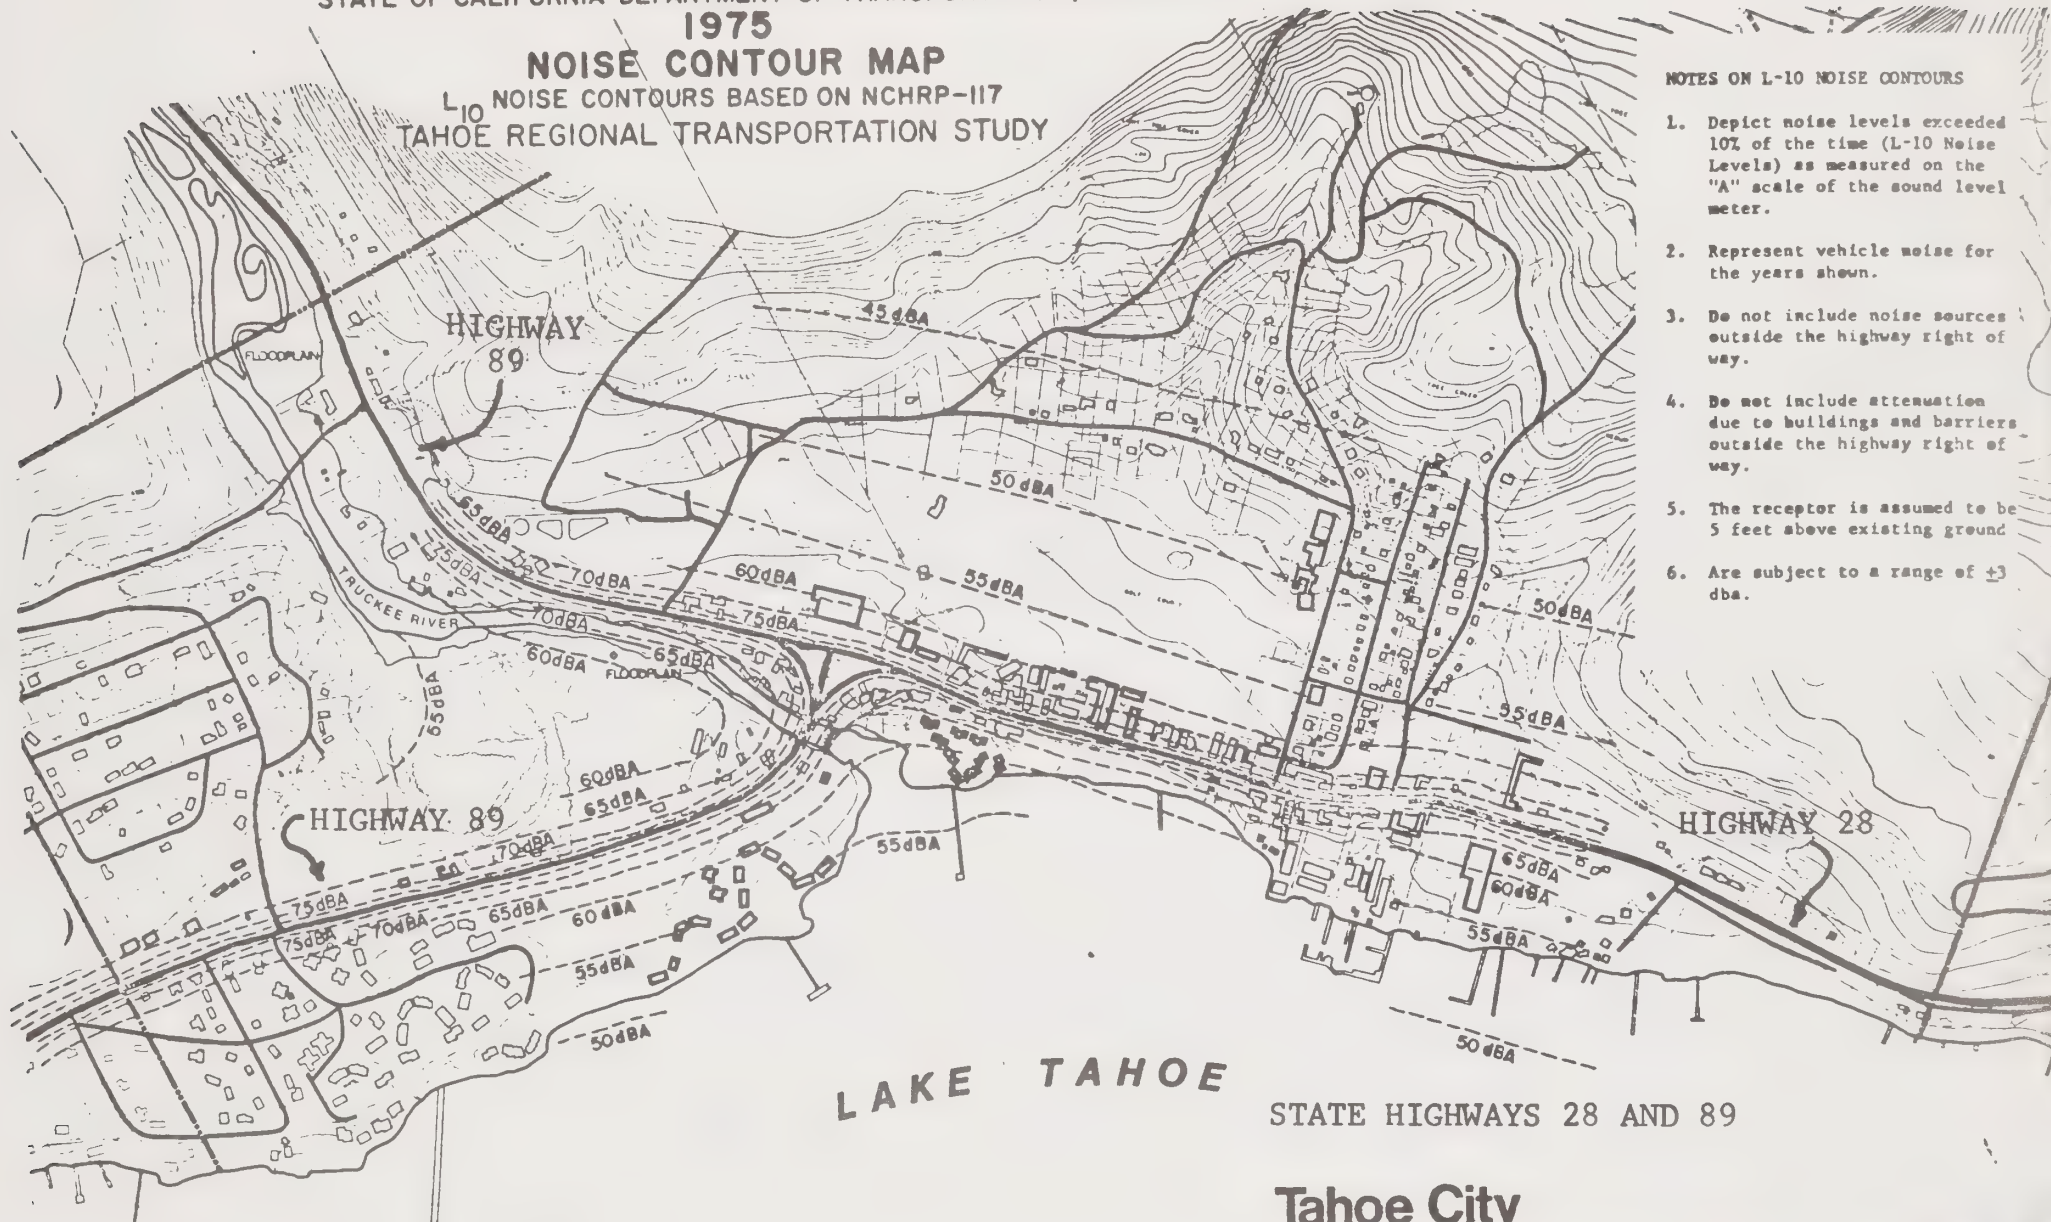 STATE OF CALIFORNIA DEPARTMENT OF
1975
NOISE CONTOUR MAP
L10 NOISE CONTOURS BASED ON NCHRP-117
TAHOE REGIONAL TRANSPORTATION STUDY
NOTES ON L-10 NOISE CONTOURS
1. Depict noise levels exceeded
10% of the time (L-10 Noise
Levels) as measured on the
"A" scale of the sound level
meter.
2. Represent vehicle noise for
the years shown.
3. Do not include noise sources
outside the highway right of
way.
4. Do not include attenuation
due to buildings and barriers
outside the highway right of
way.
5. The receptor is assumed to be
5 feet above existing ground
6. Are subject to a range of ±3
dba.
45dBA
HIGHWAY
89
FLOODPLAIN
50dBA
65dBA
75dBA
70dBA
60dBA
55dBA
50dBA
TRUCKEE RIVER
70dBA
75dBA
60dBA
65dBA
FLOODPLAIN
55dBA
55dBA
60dBA
65dBA
HIGHWAY 89
70dBA
55dBA
HIGHWAY 28
65dBA
60dBA
75dBA
75dBA
70dBA
65dBA
60dBA
55dBA
55dBA
50dBA
50dBA
LAKE TAHOE
STATE HIGHWAYS 28 AND 89
Tahoe City